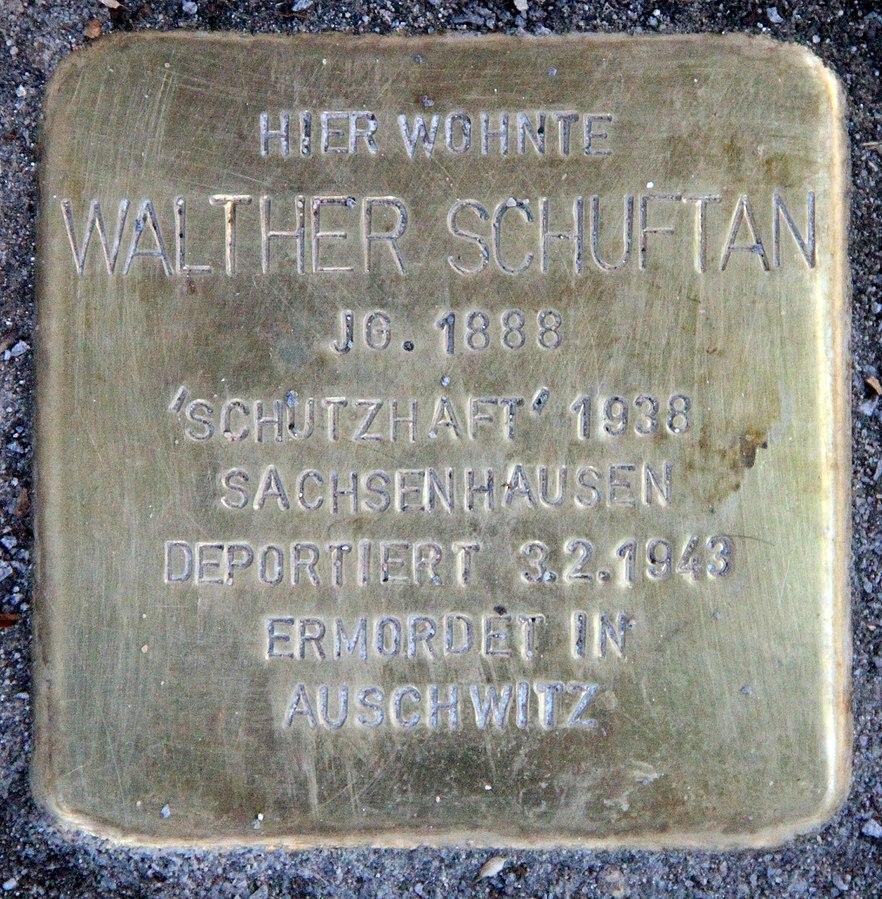 HIER WOHNTE
WALTHER SCHUFTAN
JG. 1888
'SCHUTZHAFT' 1938
SACHSENHAUSEN
DEPORTIERT 3.2.1943
ERMORDET IN
AUSCHWITZ